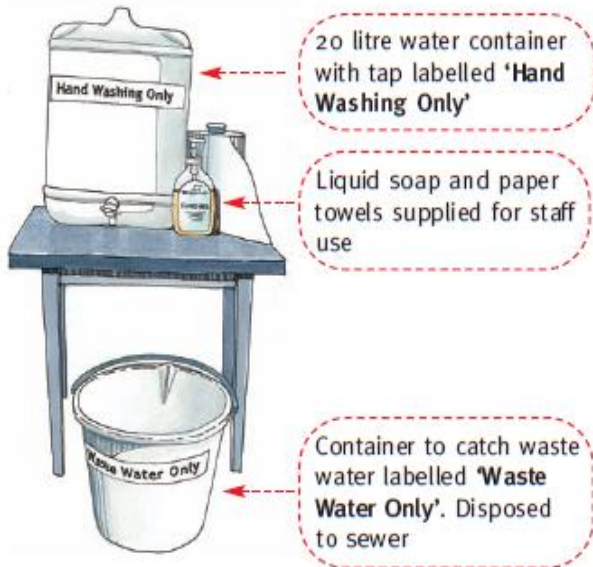 20 litre water container
with tap labelled ‘Hand
Washing Only’
Hand Washing Only
Liquid soap and paper
towels supplied for staff
use
Container to catch waste
water labelled ‘Waste
Water Only’. Disposed
to sewer
Waste Water Only